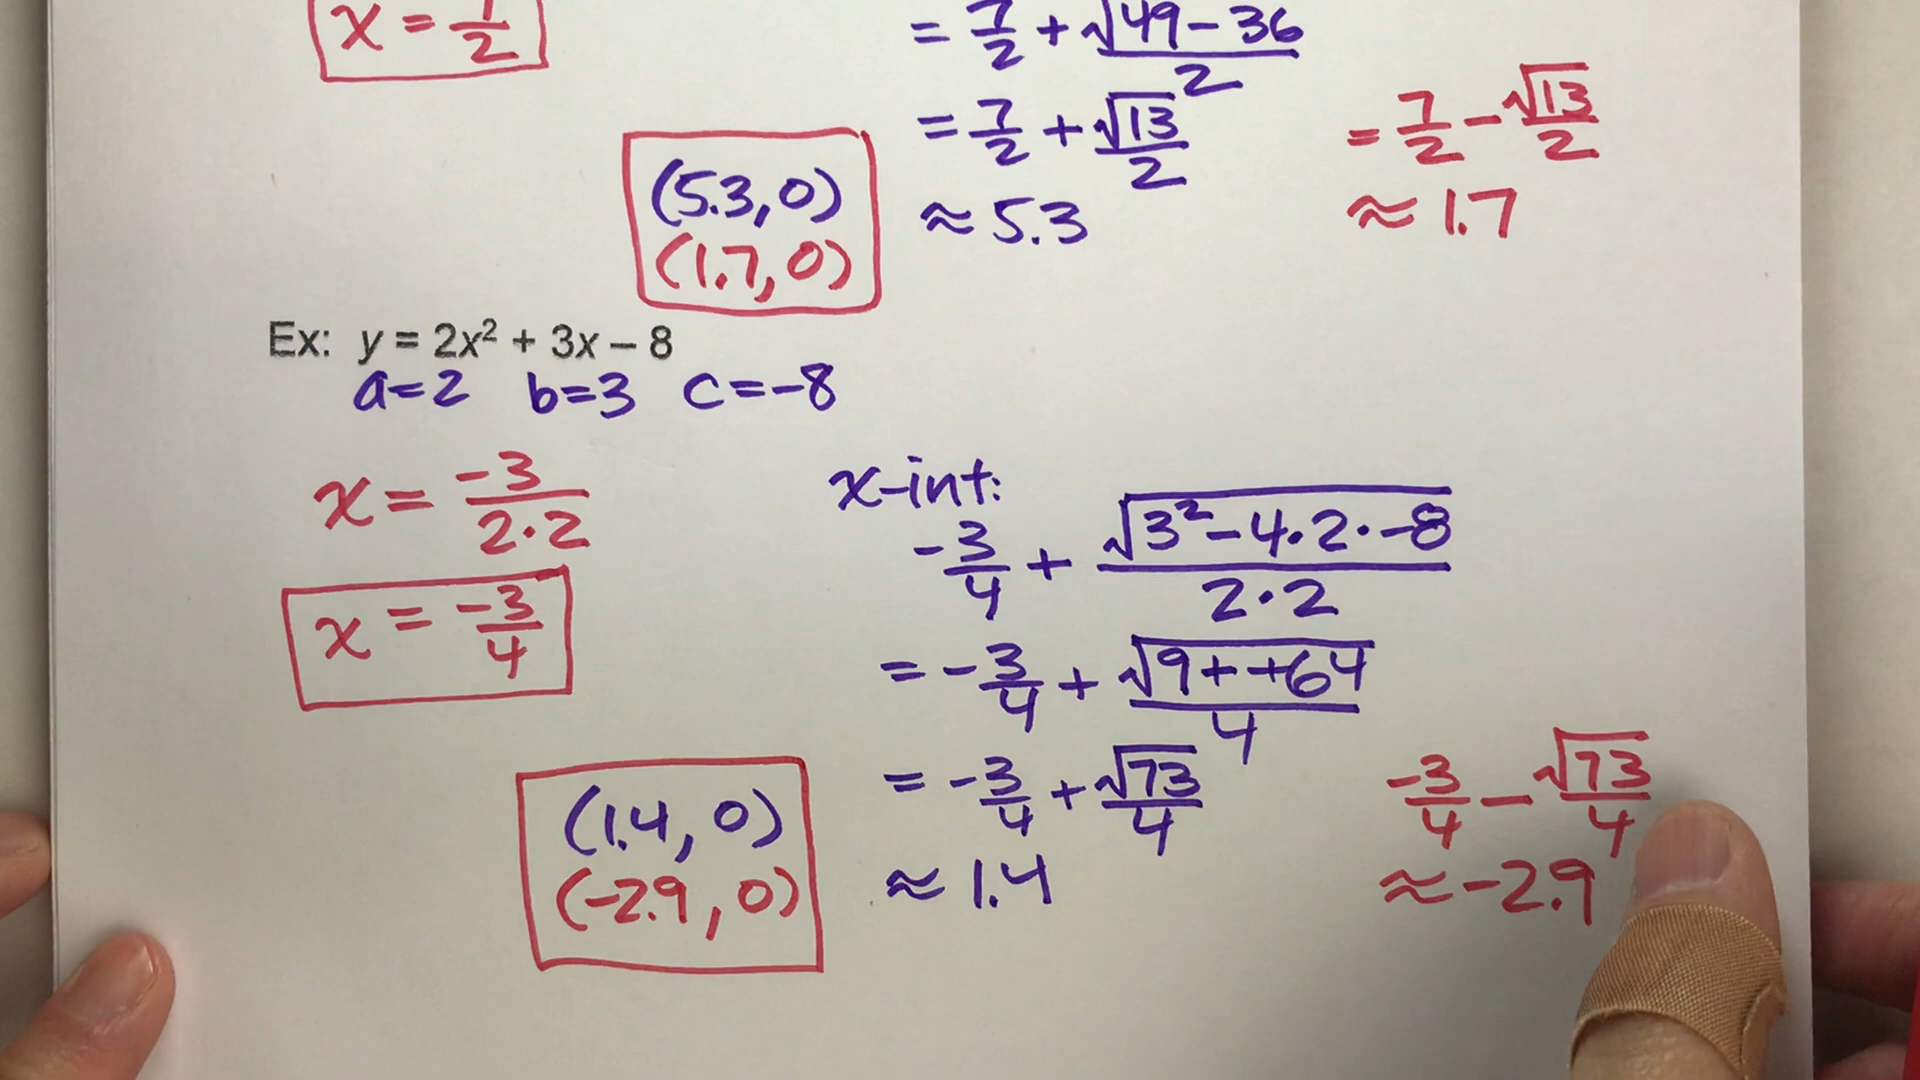 x = 7/2
= 7/2 + √(49-36)/2
= 7/2 + √13/2
≈ 5.3
= 7/2 - √13/2
≈ 1.7
(5.3, 0)
(1.7, 0)
Ex: y = 2x² + 3x – 8
a=2 b=3 c=-8
x = -3/(2·2)
x = -3/4
x-int:
-3/4 + √(3²-4·2·-8)/(2·2)
= -3/4 + √(9++64)/4
= -3/4 + √73/4
≈ 1.4
-3/4 - √73/4
≈ -2.9
(1.4, 0)
(-2.9, 0)